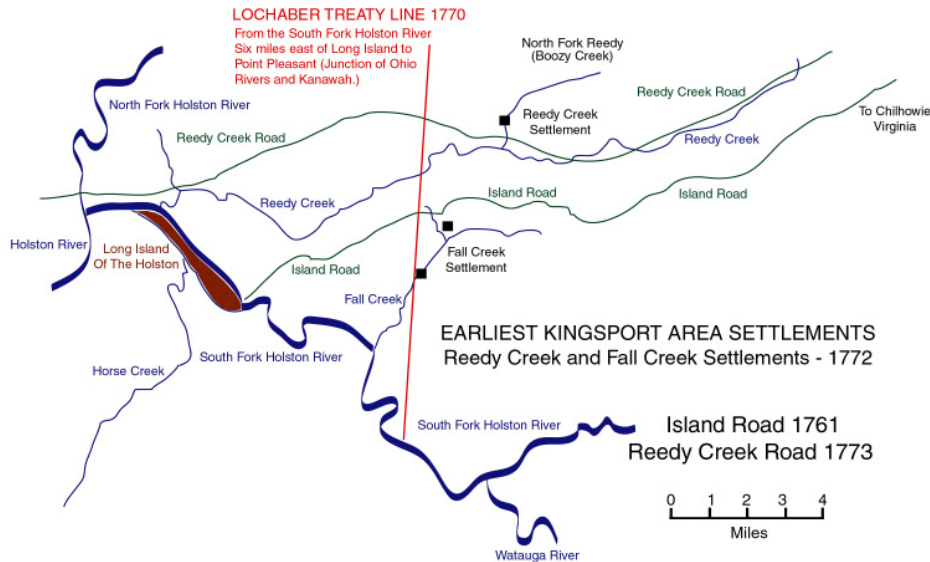 LOCHABER TREATY LINE 1770
From the South Fork Holston River
Six miles east of Long Island to
Point Pleasant (Junction of Ohio
Rivers and Kanawah.)
North Fork Reedy
(Boozy Creek)
North Fork Holston River
Reedy Creek Road
Reedy Creek Road
Reedy Creek
Settlement
To Chilhowie
Virginia
Reedy Creek
Reedy Creek
Island Road
Island Road
Holston River
Long Island
Of The Holston
Island Road
Fall Creek
Settlement
Fall Creek
EARLIEST KINGSPORT AREA SETTLEMENTS
Reedy Creek and Fall Creek Settlements - 1772
South Fork Holston River
Horse Creek
South Fork Holston River
Island Road 1761
Reedy Creek Road 1773
0 1 2 3 4
Miles
Watauga River